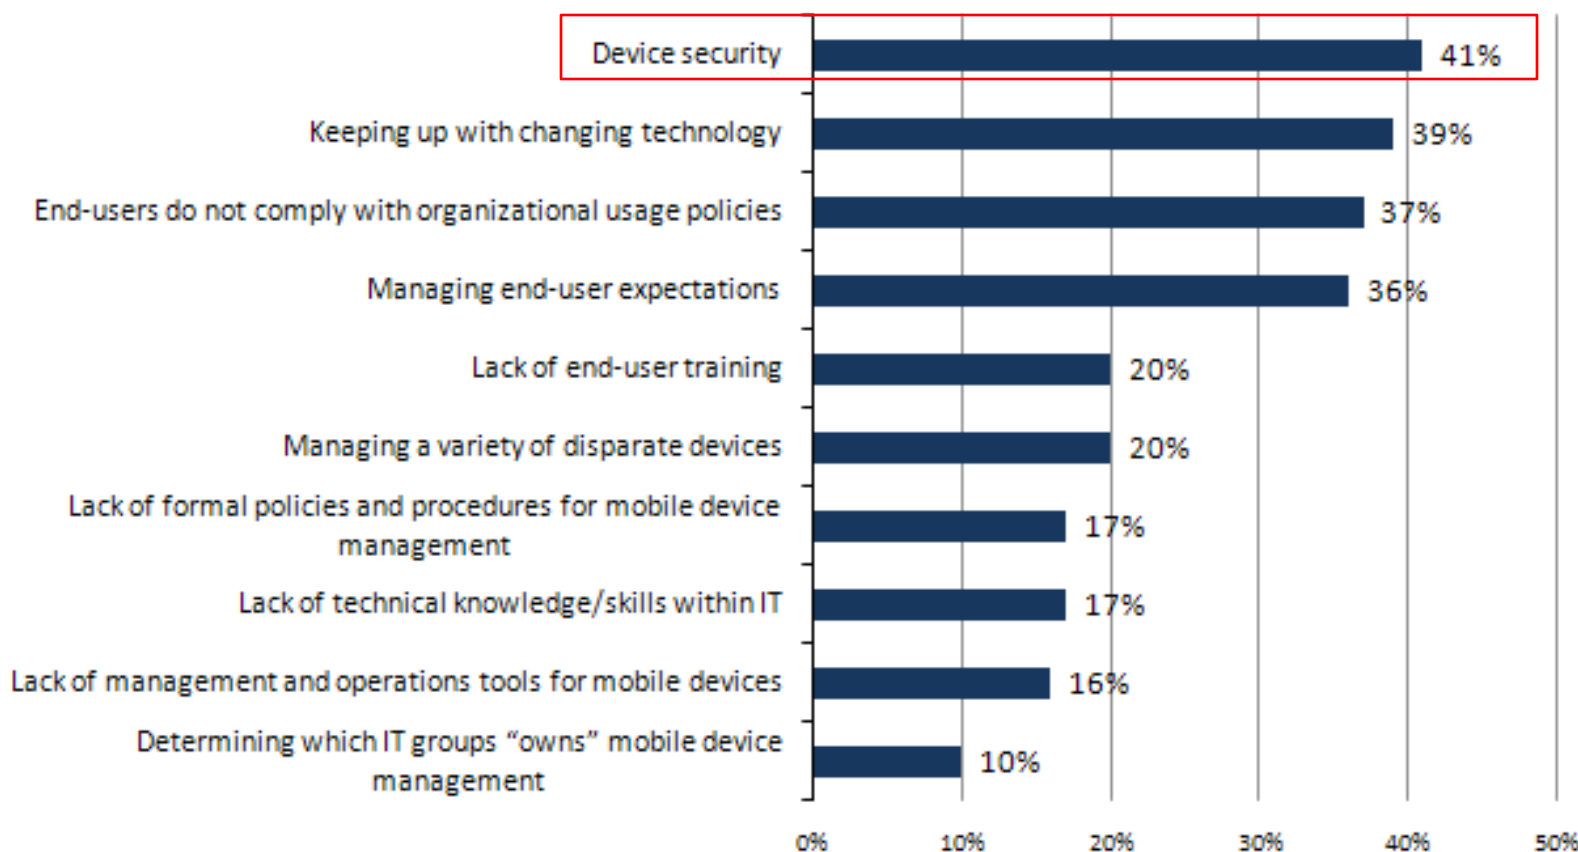 Device security
41%
Keeping up with changing technology
39%
End-users do not comply with organizational usage policies
37%
Managing end-user expectations
36%
Lack of end-user training
20%
Managing a variety of disparate devices
20%
Lack of formal policies and procedures for mobile device
management
17%
Lack of technical knowledge/skills within IT
17%
Lack of management and operations tools for mobile devices
16%
Determining which IT groups “owns” mobile device
management
10%
0% 10% 20% 30% 40% 50%